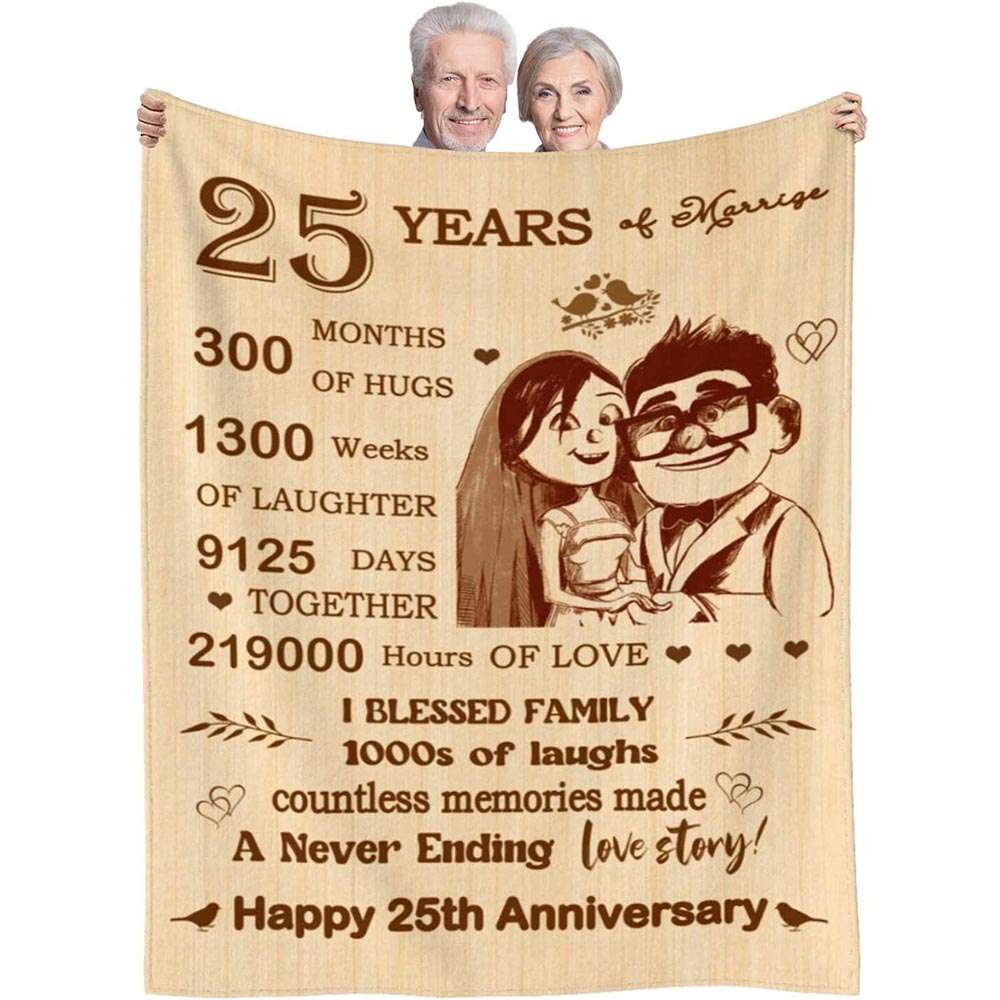 25 YEARS of Marrige
300 MONTHS
OF HUGS
1300 Weeks
OF LAUGHTER
9125 DAYS
TOGETHER
219000 Hours OF LOVE
I BLESSED FAMILY
1000s of laughs
countless memories made
A Never Ending love story!
Happy 25th Anniversary